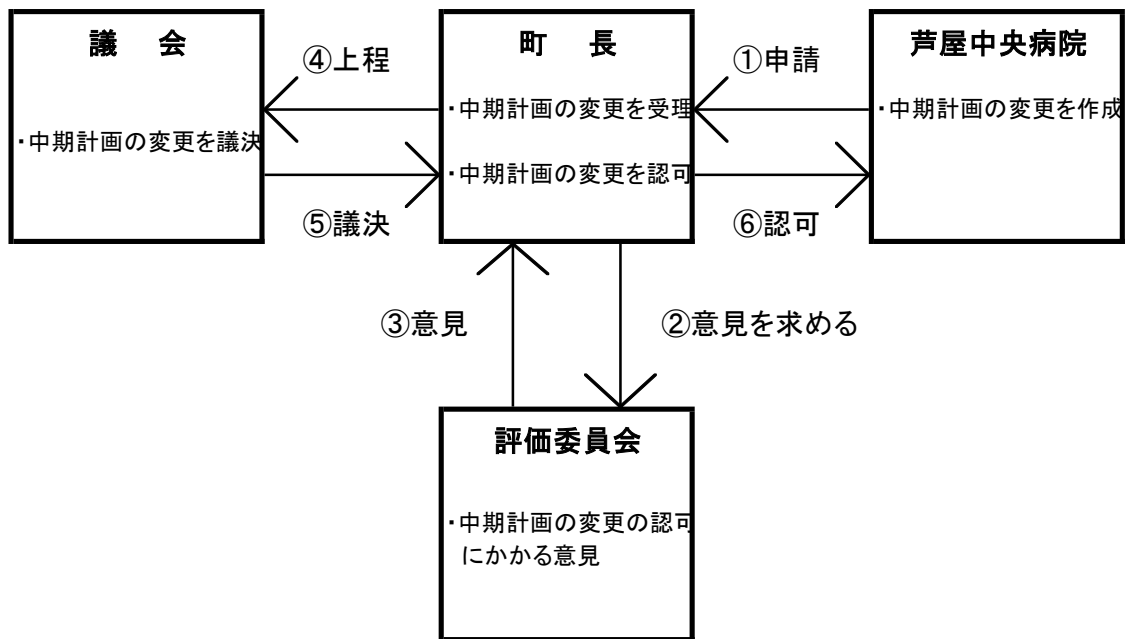 議 会
・中期計画の変更を議決
④上程
⑤議決
町 長
・中期計画の変更を受理
・中期計画の変更を認可
①申請
⑥認可
芦屋中央病院
・中期計画の変更を作成
③意見
②意見を求める
評価委員会
・中期計画の変更の認可
にかかる意見